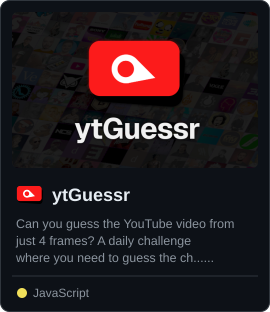 ytGuessr
ytGuessr
Can you guess the YouTube video from
just 4 frames? A daily challenge
where you need to guess the ch......
JavaScript